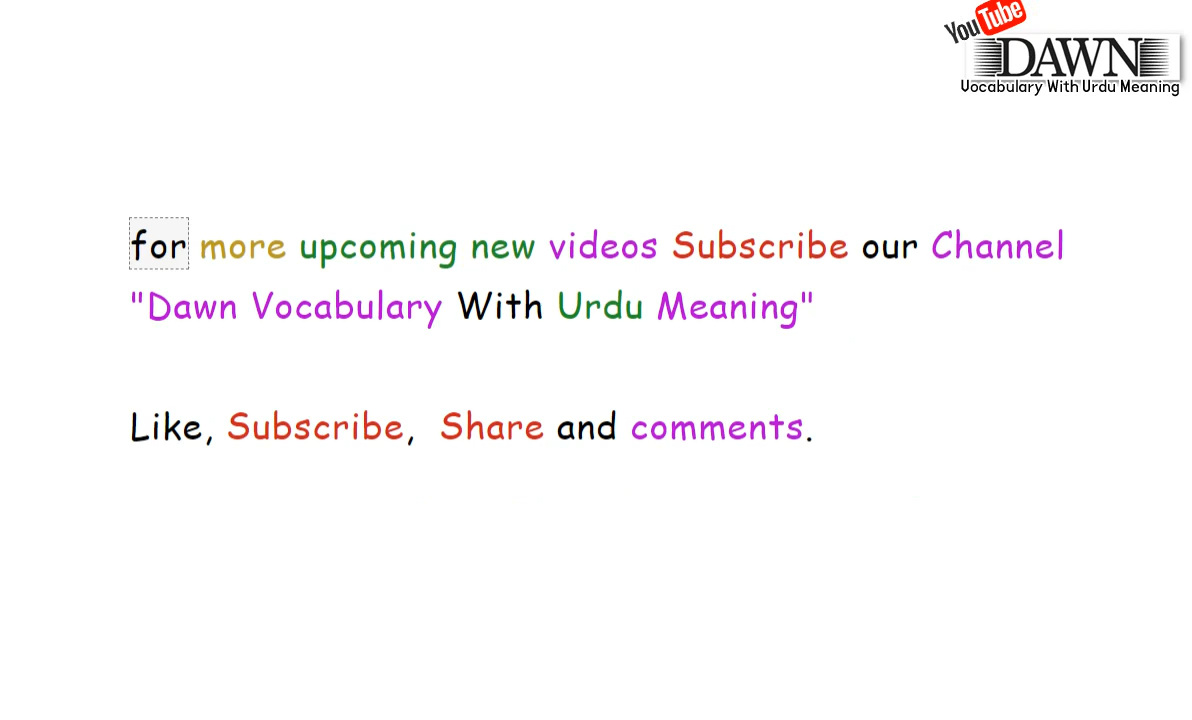 YouTube
DAWN
Vocabulary With Urdu Meaning
for more upcoming new videos Subscribe our Channel
"Dawn Vocabulary With Urdu Meaning"
Like, Subscribe,  Share and comments.